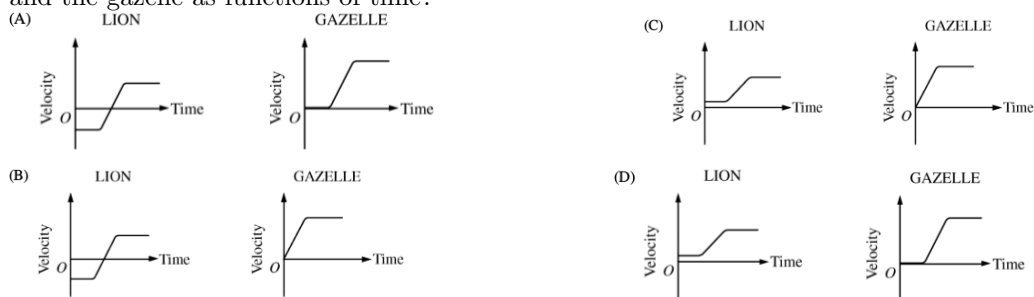 and the gazelle as functions of time?
(A) LION GAZELLE
Velocity O Time Velocity O Time
(B) LION GAZELLE
Velocity O Time Velocity O Time
(C) LION GAZELLE
Velocity O Time Velocity O Time
(D) LION GAZELLE
Velocity O Time Velocity O Time